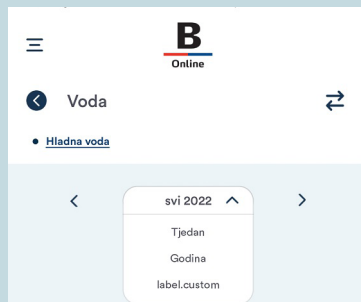 B
Online
Voda
Hladna voda
svi 2022
Tjedan
Godina
label.custom